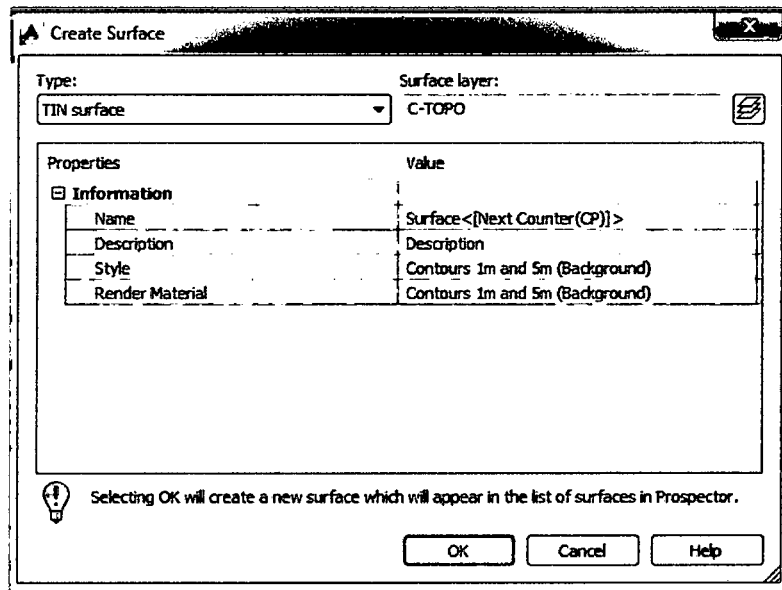 Create Surface
Type: Surface layer:
TIN surface C-TOPO
Properties Value
Information
Name Surface<[Next Counter(CP)]>
Description Description
Style Contours 1m and 5m (Background)
Render Material Contours 1m and 5m (Background)
Selecting OK will create a new surface which will appear in the list of surfaces in Prospector.
OK Cancel Help